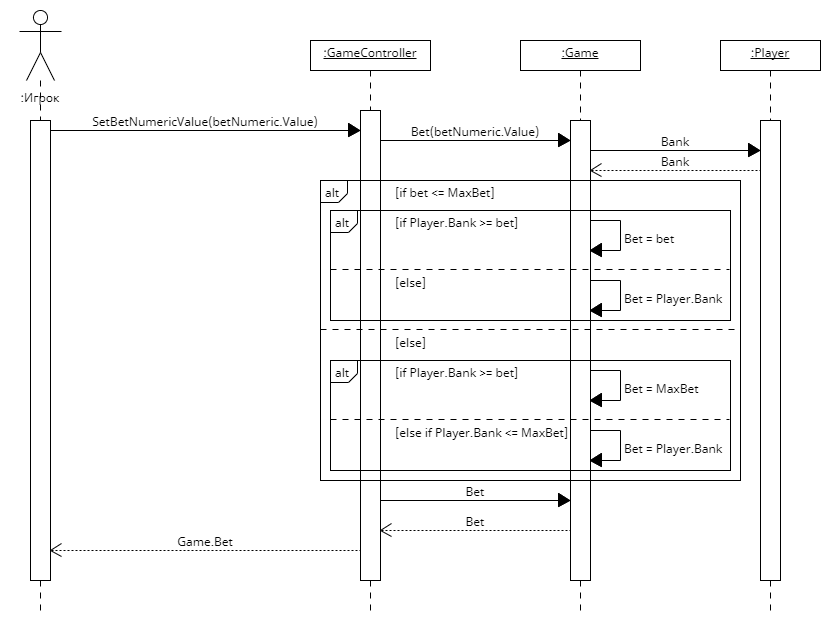 :GameController
:Game
:Player
:Игрок
SetBetNumericValue(betNumeric.Value)
Bet(betNumeric.Value)
Bank
Bank
alt
[if bet <= MaxBet]
alt
[if Player.Bank >= bet]
Bet = bet
[else]
Bet = Player.Bank
[else]
alt
[if Player.Bank >= bet]
Bet = MaxBet
[else if Player.Bank <= MaxBet]
Bet = Player.Bank
Bet
Bet
Game.Bet